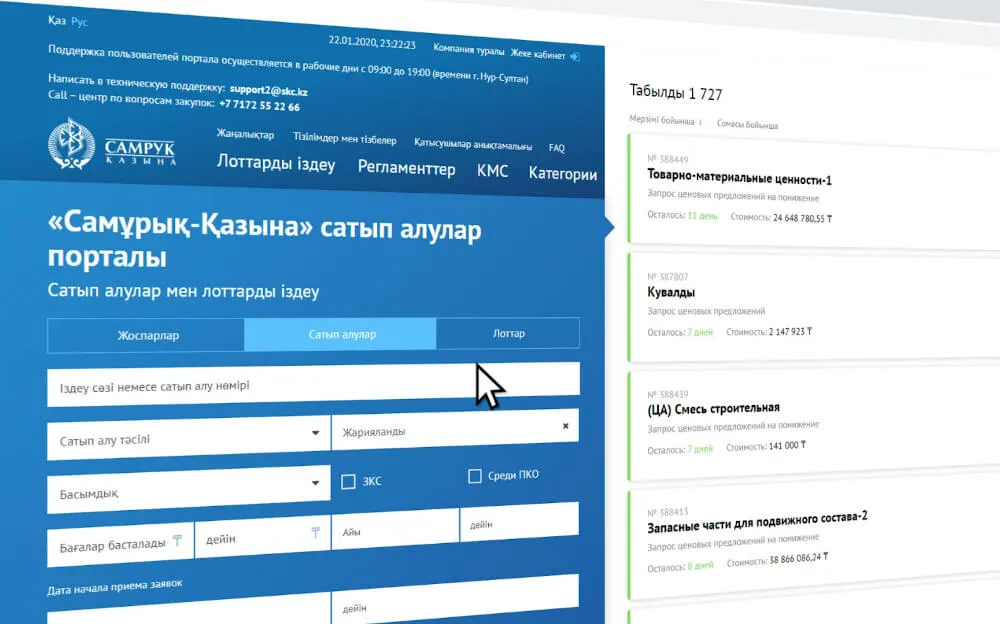 Қаз Рус
22.01.2020, 23:22:23 Компания туралы Жеке кабинет
Поддержка пользователей портала осуществляется в рабочие дни с 09:00 до 19:00 (времени г. Нур-Султан)
Написать в техническую поддержку: support2@skc.kz
Call – центр по вопросам закупок: +7 7172 55 22 66
САМРУК
ҚАЗЫНА
Жаңалықтар Тізілімдер мен тізбелер Қатысушылар анықтамалығы FAQ
Лоттарды іздеу Регламенттер КМС Категории
«Самұрық-Қазына» сатып алулар
порталы
Сатып алулар мен лоттарды іздеу
Жоспарлар Сатып алулар Лоттар
Іздеу сөзі немесе сатып алу нөмірі
Сатып алу тәсілі Жарияланды ×
Басымдық ЗКС Среди ПКО
Бағалар басталады ₸ дейін ₸ Айы дейін
Дата начала приема заявок
дейін
Табылды 1 727
Мерзімі бойынша ↓ Сомасы бойынша
№ 388449
Товарно-материальные ценности-1
Запрос ценовых предложений на понижение
Осталось: 11 день Стоимость: 24 648 780,55 ₸
№ 387807
Кувалды
Запрос ценовых предложений
Осталось: 7 дней Стоимость: 2 147 923 ₸
№ 388439
(ЦА) Смесь строительная
Запрос ценовых предложений на понижение
Осталось: 7 дней Стоимость: 141 000 ₸
№ 388413
Запасные части для подвижного состава-2
Запрос ценовых предложений на понижение
Осталось: 8 дней Стоимость: 38 866 086,24 ₸